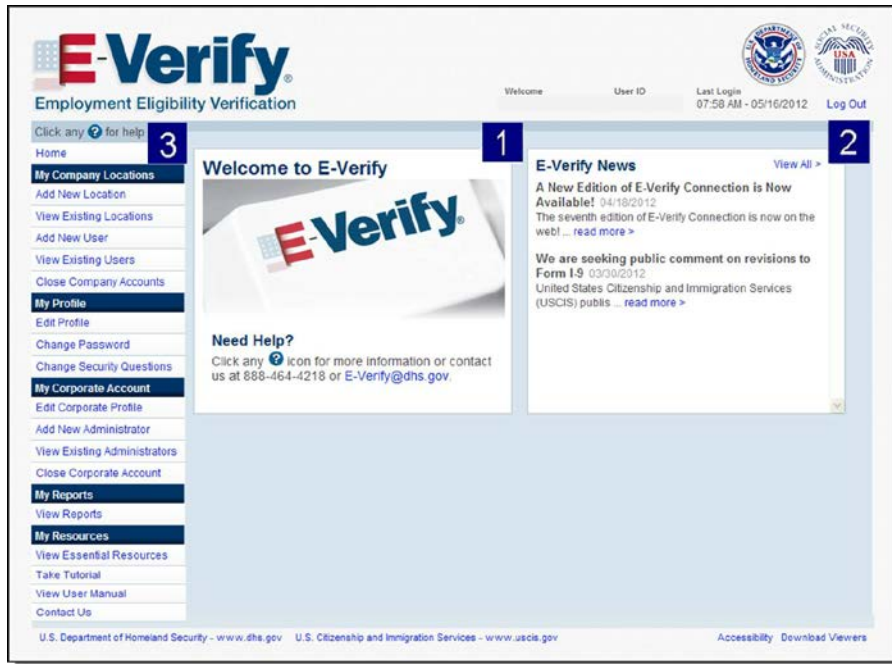 E-Verify®
Employment Eligibility Verification
U.S. DEPARTMENT OF HOMELAND SECURITY
SOCIAL SECURITY ADMINISTRATION
USA
Welcome User ID Last Login
07:58 AM - 05/16/2012 Log Out
Click any ? for help
3
Home
My Company Locations
Add New Location
View Existing Locations
Add New User
View Existing Users
Close Company Accounts
My Profile
Edit Profile
Change Password
Change Security Questions
My Corporate Account
Edit Corporate Profile
Add New Administrator
View Existing Administrators
Close Corporate Account
My Reports
View Reports
My Resources
View Essential Resources
Take Tutorial
View User Manual
Contact Us
1
Welcome to E-Verify
E-Verify®
Need Help?
Click any ? icon for more information or contact
us at 888-464-4218 or E-Verify@dhs.gov.
2
E-Verify News View All >
A New Edition of E-Verify Connection is Now
Available! 04/18/2012
The seventh edition of E-Verify Connection is now on the
web! ... read more >
We are seeking public comment on revisions to
Form I-9 03/30/2012
United States Citizenship and Immigration Services
(USCIS) publis ... read more >
U.S. Department of Homeland Security - www.dhs.gov U.S. Citizenship and Immigration Services - www.uscis.gov Accessibility Download Viewers